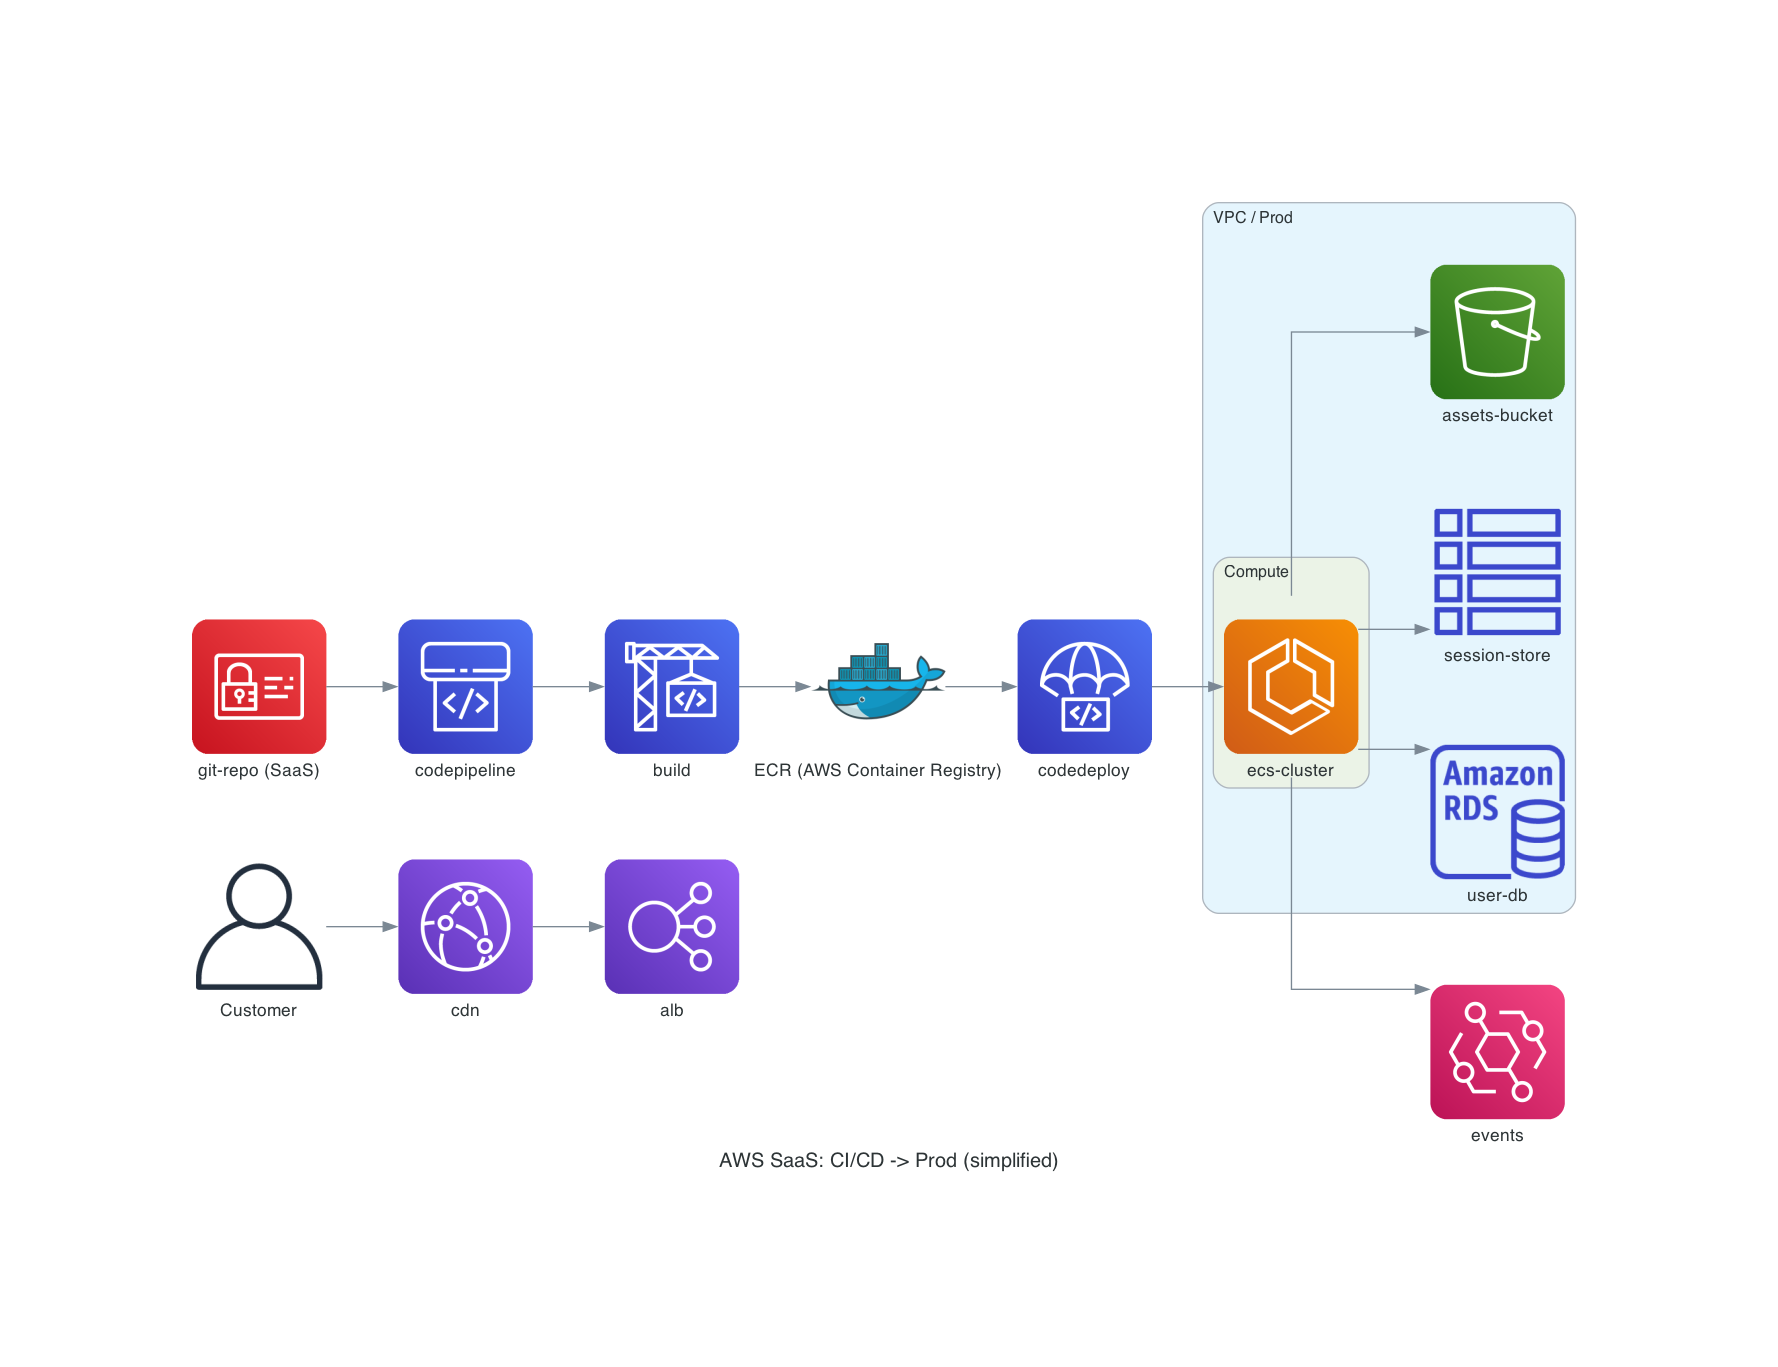 VPC / Prod
assets-bucket
Compute
session-store
git-repo (SaaS)
codepipeline
build
ECR (AWS Container Registry)
codedeploy
ecs-cluster
Amazon
RDS
user-db
Customer
cdn
alb
events
AWS SaaS: CI/CD -> Prod (simplified)